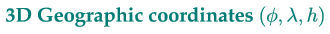 3D Geographic coordinates (ϕ, λ, h)